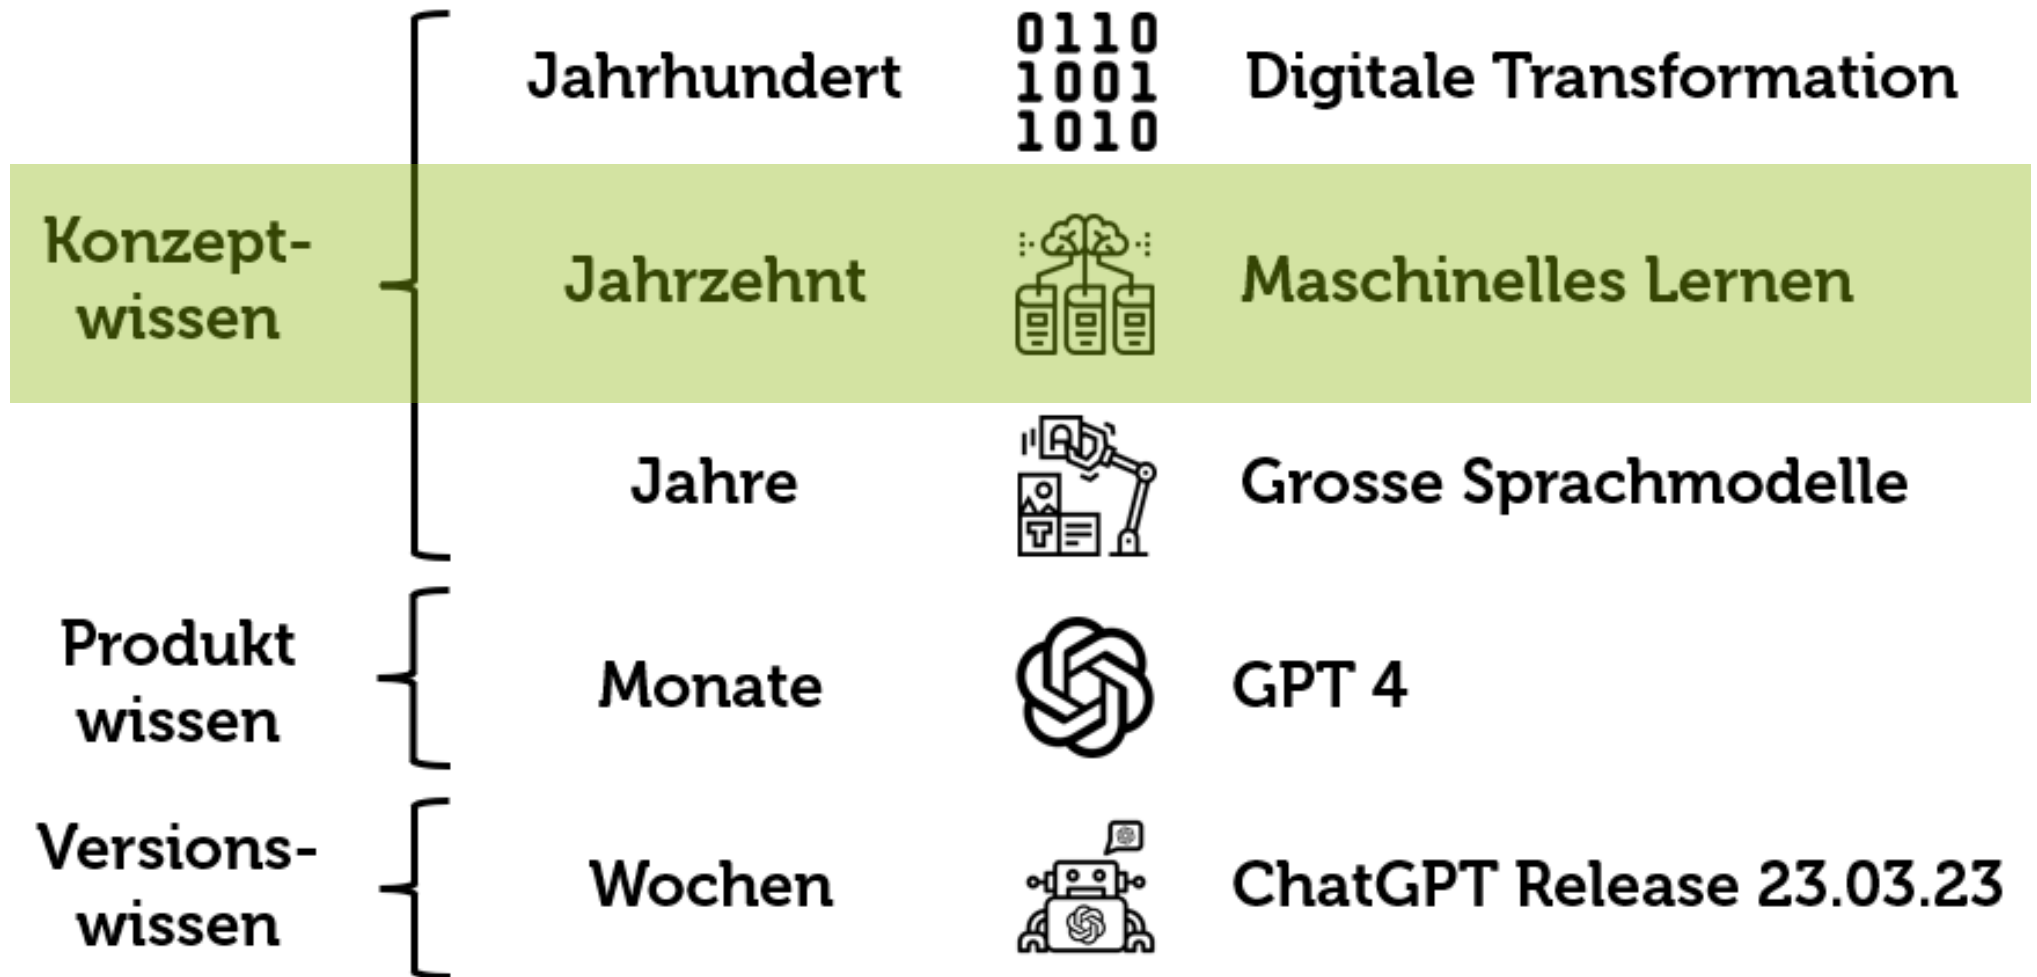 Jahrhundert
0110
1001
1010
Digitale Transformation
Konzept-
wissen
Jahrzehnt
Maschinelles Lernen
Jahre
A
T
Grosse Sprachmodelle
Produkt
wissen
Monate
GPT 4
Versions-
wissen
Wochen
ChatGPT Release 23.03.23